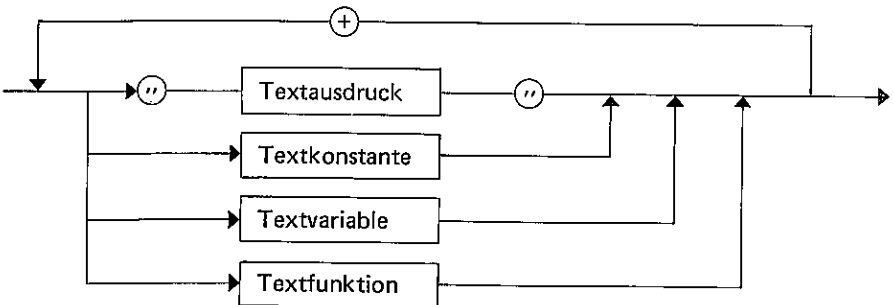 +
" Textausdruck "
Textkonstante
Textvariable
Textfunktion